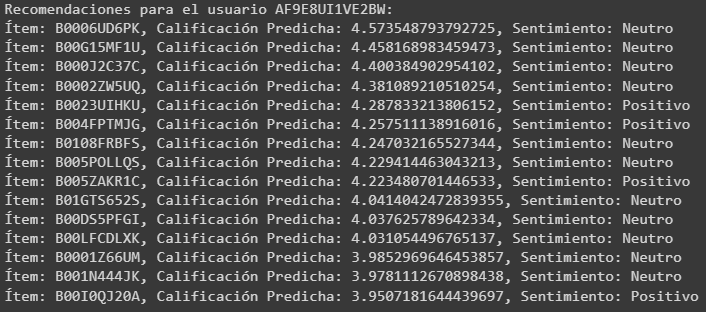 Recomendaciones para el usuario AF9E8UI1VE2BW:
Ítem: B0006UD6PK, Calificación Predicha: 4.573548793792725, Sentimiento: Neutro
Ítem: B00G15MF1U, Calificación Predicha: 4.458168983459473, Sentimiento: Neutro
Ítem: B000J2C37C, Calificación Predicha: 4.400384902954102, Sentimiento: Neutro
Ítem: B0002ZW5UQ, Calificación Predicha: 4.381089210510254, Sentimiento: Neutro
Ítem: B0023UIHKU, Calificación Predicha: 4.287833213806152, Sentimiento: Positivo
Ítem: B004FPTMJG, Calificación Predicha: 4.257511138916016, Sentimiento: Positivo
Ítem: B0108FRBFS, Calificación Predicha: 4.247032165527344, Sentimiento: Neutro
Ítem: B005POLLQS, Calificación Predicha: 4.229414463043213, Sentimiento: Neutro
Ítem: B005ZAKR1C, Calificación Predicha: 4.223480701446533, Sentimiento: Positivo
Ítem: B01GTS652S, Calificación Predicha: 4.0414042472839355, Sentimiento: Neutro
Ítem: B00DS5PFGI, Calificación Predicha: 4.037625789642334, Sentimiento: Neutro
Ítem: B00LFCDLXK, Calificación Predicha: 4.031054496765137, Sentimiento: Neutro
Ítem: B0001Z66UM, Calificación Predicha: 3.9852969646453857, Sentimiento: Neutro
Ítem: B001N444JK, Calificación Predicha: 3.9781112670898438, Sentimiento: Neutro
Ítem: B00I0QJ20A, Calificación Predicha: 3.9507181644439697, Sentimiento: Positivo